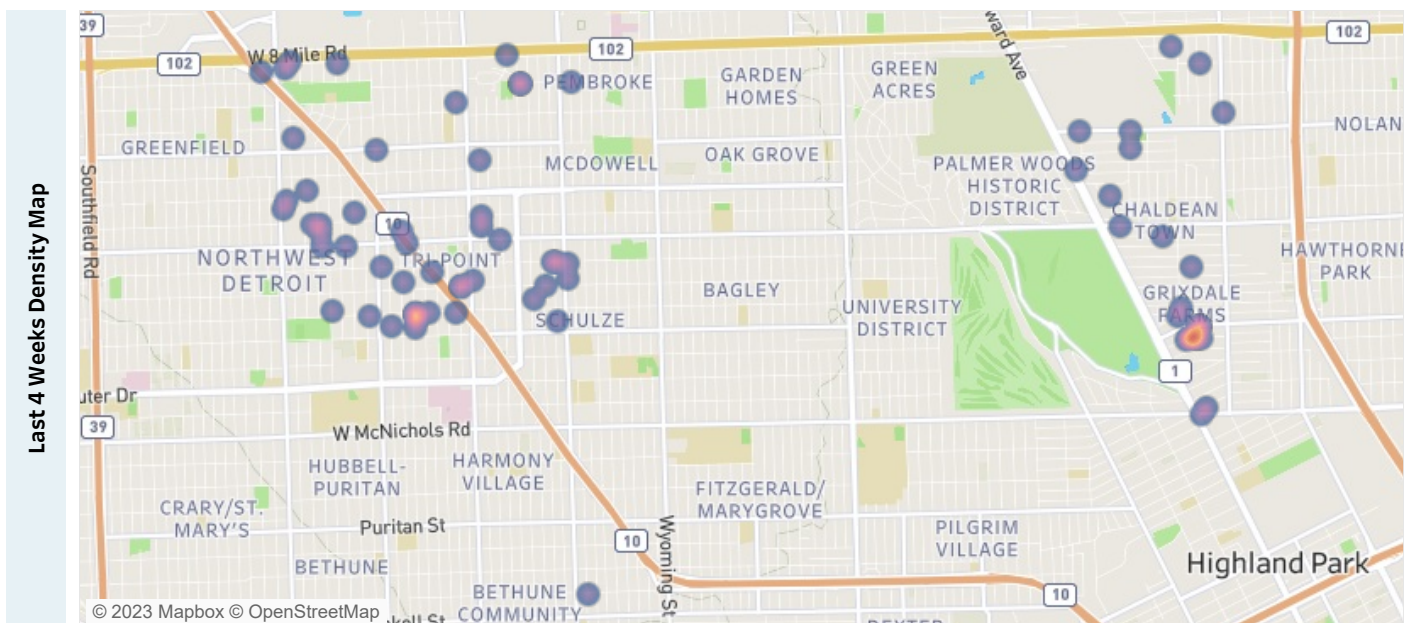 Last 4 Weeks Density Map
39
W 8 Mile Rd
102
102
102
ward Ave
PEMBROKE
GARDEN
HOMES
GREEN
ACRES
GREENFIELD
MCDOWELL
OAK GROVE
NOLAN
PALMER WOODS
HISTORIC
DISTRICT
Southfield Rd
10
CHALDEAN
TOWN
NORTHWEST
DETROIT
TRI POINT
HAWTHORNE
PARK
BAGLEY
UNIVERSITY
DISTRICT
GRIXDALE
FARMS
SCHULZE
1
uter Dr
39
W McNichols Rd
HUBBELL-
PURITAN
HARMONY
VILLAGE
FITZGERALD/
MARYGROVE
CRARY/ST.
MARY'S
Puritan St
PILGRIM
VILLAGE
10
Wyoming St
BETHUNE
Highland Park
BETHUNE
COMMUNITY
10
© 2023 Mapbox © OpenStreetMap